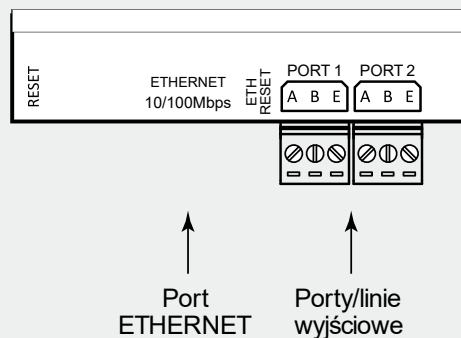 RESET
ETHERNET
10/100Mbps
ETH
RESET
PORT 1
PORT 2
A B E
A B E
Port
ETHERNET
Porty/linie
wyjściowe